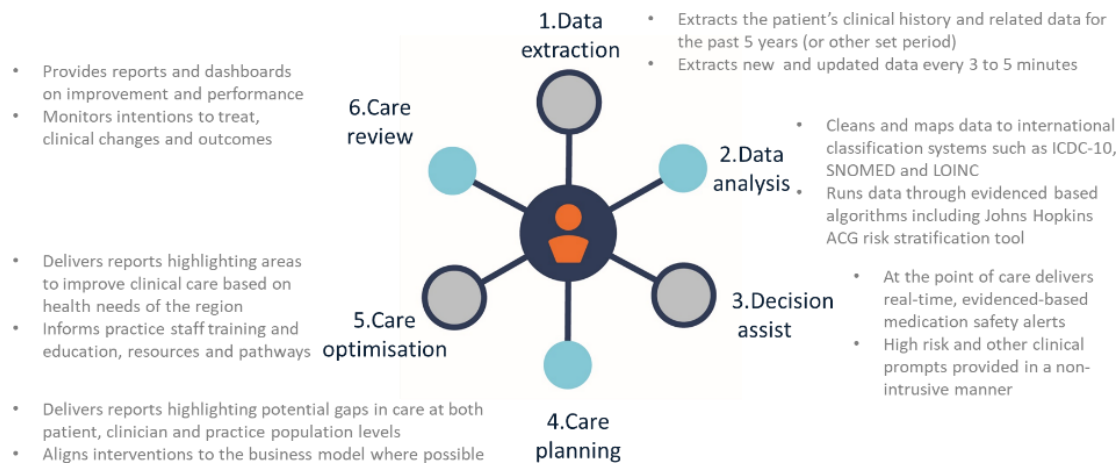 1.Data
extraction
• Extracts the patient's clinical history and related data for
the past 5 years (or other set period)
• Extracts new and updated data every 3 to 5 minutes
2.Data
analysis
• Cleans and maps data to international
classification systems such as ICDC-10,
SNOMED and LOINC
• Runs data through evidenced based
algorithms including Johns Hopkins
ACG risk stratification tool
3.Decision
assist
• At the point of care delivers
real-time, evidenced-based
medication safety alerts
• High risk and other clinical
prompts provided in a non-
intrusive manner
4.Care
planning
• Delivers reports highlighting potential gaps in care at both
patient, clinician and practice population levels
• Aligns interventions to the business model where possible
5.Care
optimisation
• Delivers reports highlighting areas
to improve clinical care based on
health needs of the region
• Informs practice staff training and
education, resources and pathways
6.Care
review
• Provides reports and dashboards
on improvement and performance
• Monitors intentions to treat,
clinical changes and outcomes